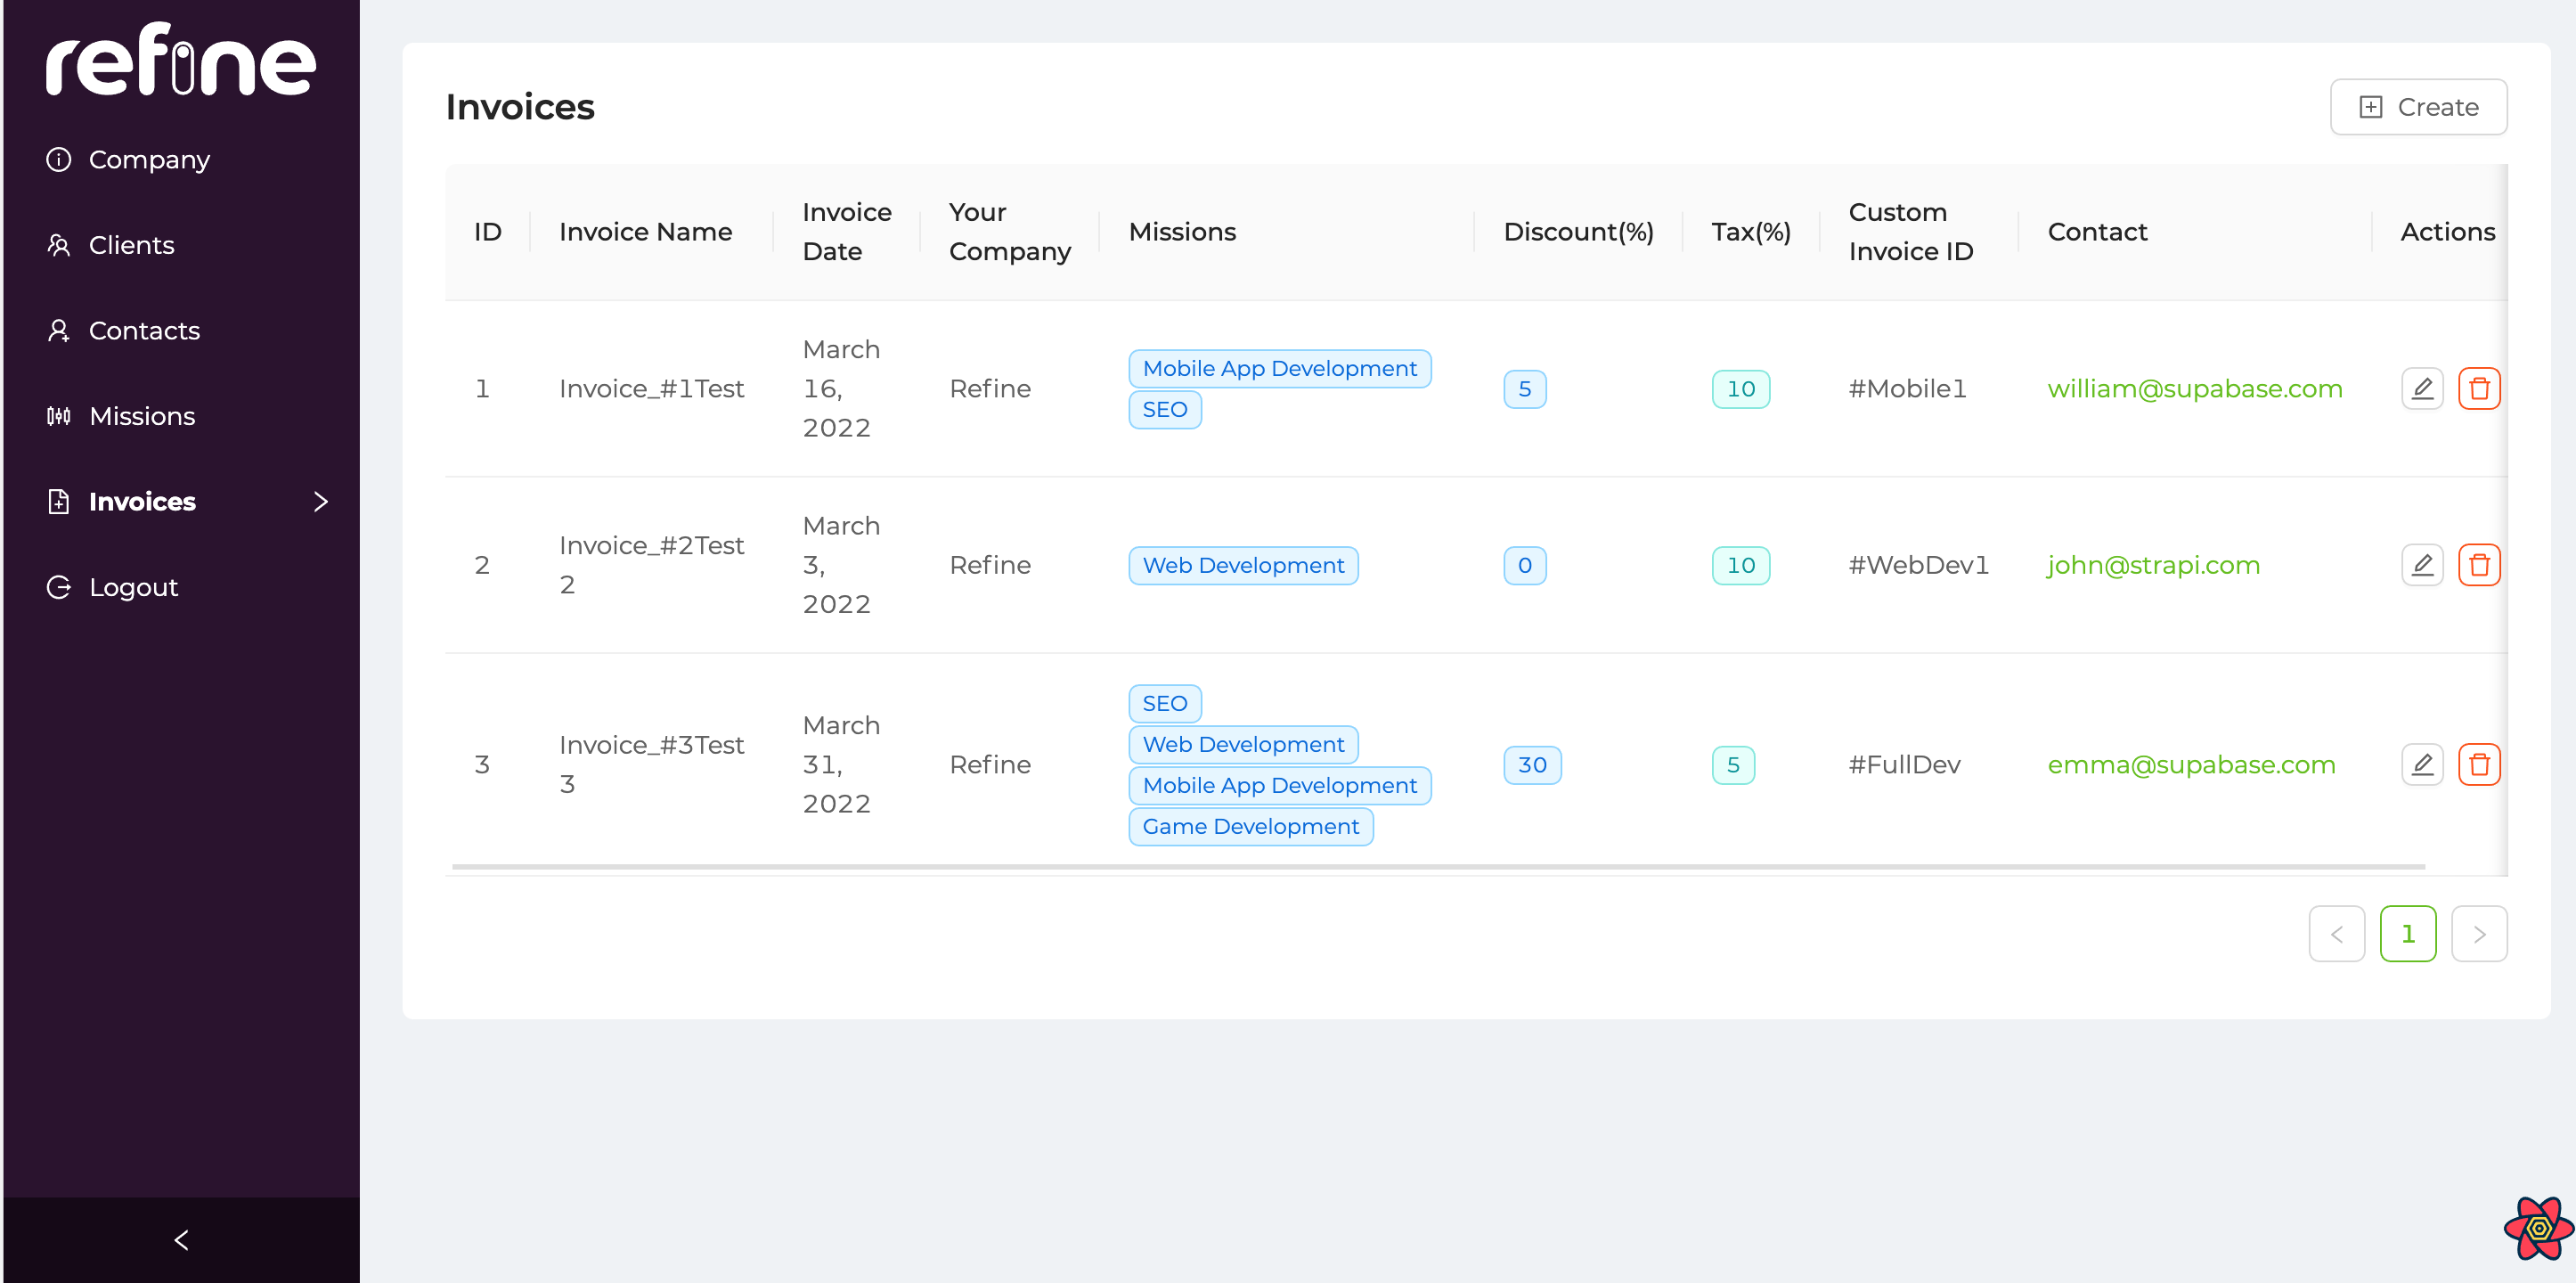 refine
Company
Clients
Contacts
Missions
Invoices
Logout
Invoices
Create
ID
Invoice Name
Invoice
Date
Your
Company
Missions
Discount(%)
Tax(%)
Custom
Invoice ID
Contact
Actions
1
Invoice_#1Test
March
16,
2022
Refine
Mobile App Development
SEO
5
10
#Mobile1
william@supabase.com
2
Invoice_#2Test
2
March
3,
2022
Refine
Web Development
0
10
#WebDev1
john@strapi.com
3
Invoice_#3Test
3
March
31,
2022
Refine
SEO
Web Development
Mobile App Development
Game Development
30
5
#FullDev
emma@supabase.com
1